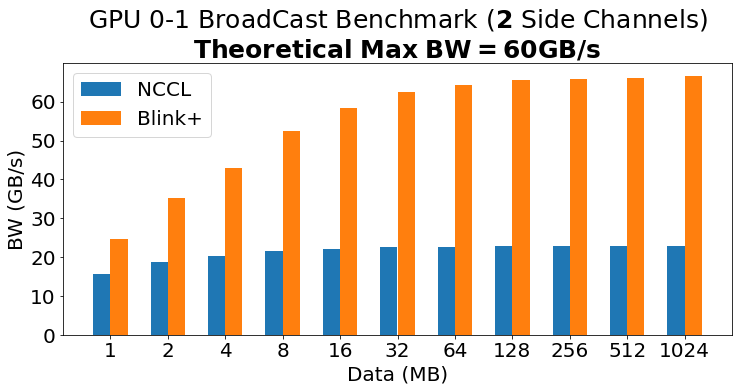 GPU 0-1 BroadCast Benchmark (2 Side Channels)
Theoretical Max BW = 60GB/s
NCCL
Blink+
BW (GB/s)
60
50
40
30
20
10
0
1 2 4 8 16 32 64 128 256 512 1024
Data (MB)